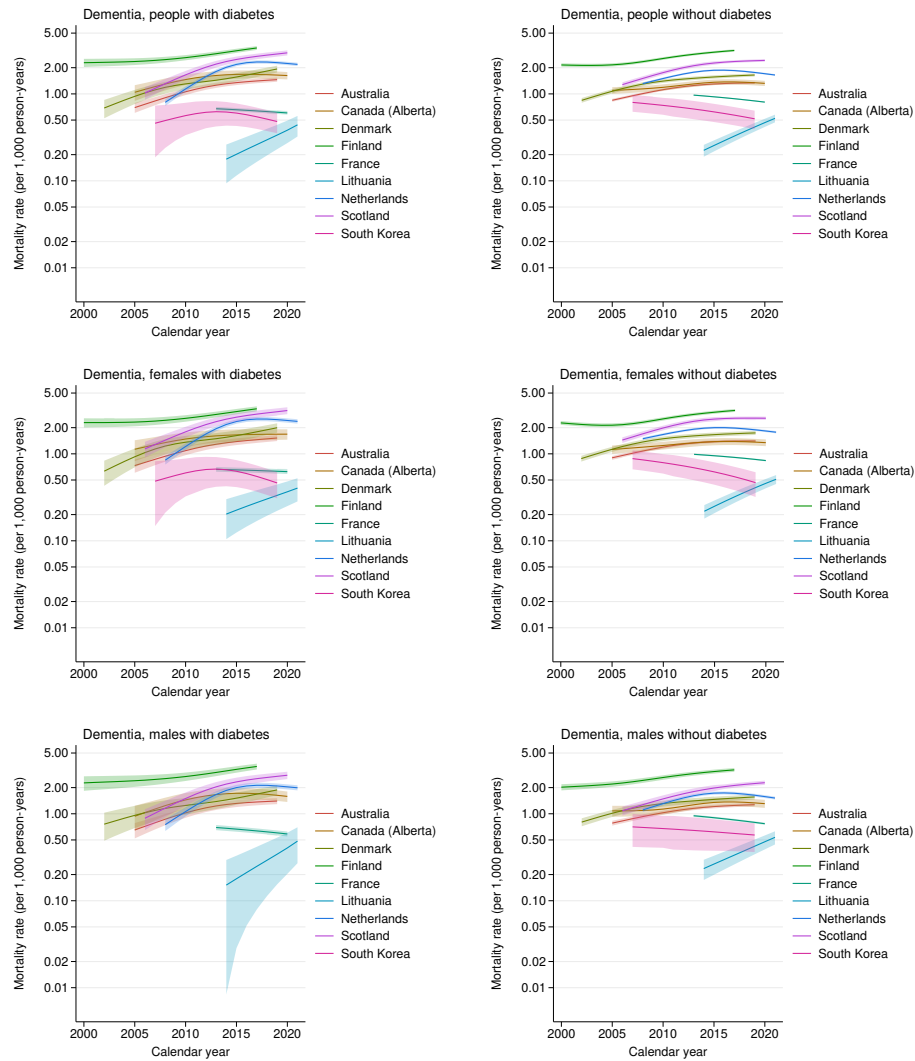 Dementia, people with diabetes
5.00
2.00
1.00
0.50
0.20
0.10
0.02
0.01
Mortality rate (per 1,000 person-years)
2000 2005 2010 2015 2020
Calendar year
Australia
Canada (Alberta)
Denmark
Finland
France
Lithuania
Netherlands
Scotland
South Korea
Dementia, people without diabetes
5.00
2.00
1.00
0.50
0.20
0.10
0.02
0.01
Mortality rate (per 1,000 person-years)
2000 2005 2010 2015 2020
Calendar year
Australia
Canada (Alberta)
Denmark
Finland
France
Lithuania
Netherlands
Scotland
South Korea
Dementia, females with diabetes
5.00
2.00
1.00
0.50
0.20
0.10
0.02
0.01
Mortality rate (per 1,000 person-years)
2000 2005 2010 2015 2020
Calendar year
Australia
Canada (Alberta)
Denmark
Finland
France
Lithuania
Netherlands
Scotland
South Korea
Dementia, females without diabetes
5.00
2.00
1.00
0.50
0.20
0.10
0.02
0.01
Mortality rate (per 1,000 person-years)
2000 2005 2010 2015 2020
Calendar year
Australia
Canada (Alberta)
Denmark
Finland
France
Lithuania
Netherlands
Scotland
South Korea
Dementia, males with diabetes
5.00
2.00
1.00
0.50
0.20
0.10
0.05
0.02
0.01
Mortality rate (per 1,000 person-years)
2000 2005 2010 2015 2020
Calendar year
Australia
Canada (Alberta)
Denmark
Finland
France
Lithuania
Netherlands
Scotland
South Korea
Dementia, males without diabetes
5.00
2.00
1.00
0.50
0.20
0.10
0.05
0.02
0.01
Mortality rate (per 1,000 person-years)
2000 2005 2010 2015 2020
Calendar year
Australia
Canada (Alberta)
Denmark
Finland
France
Lithuania
Netherlands
Scotland
South Korea